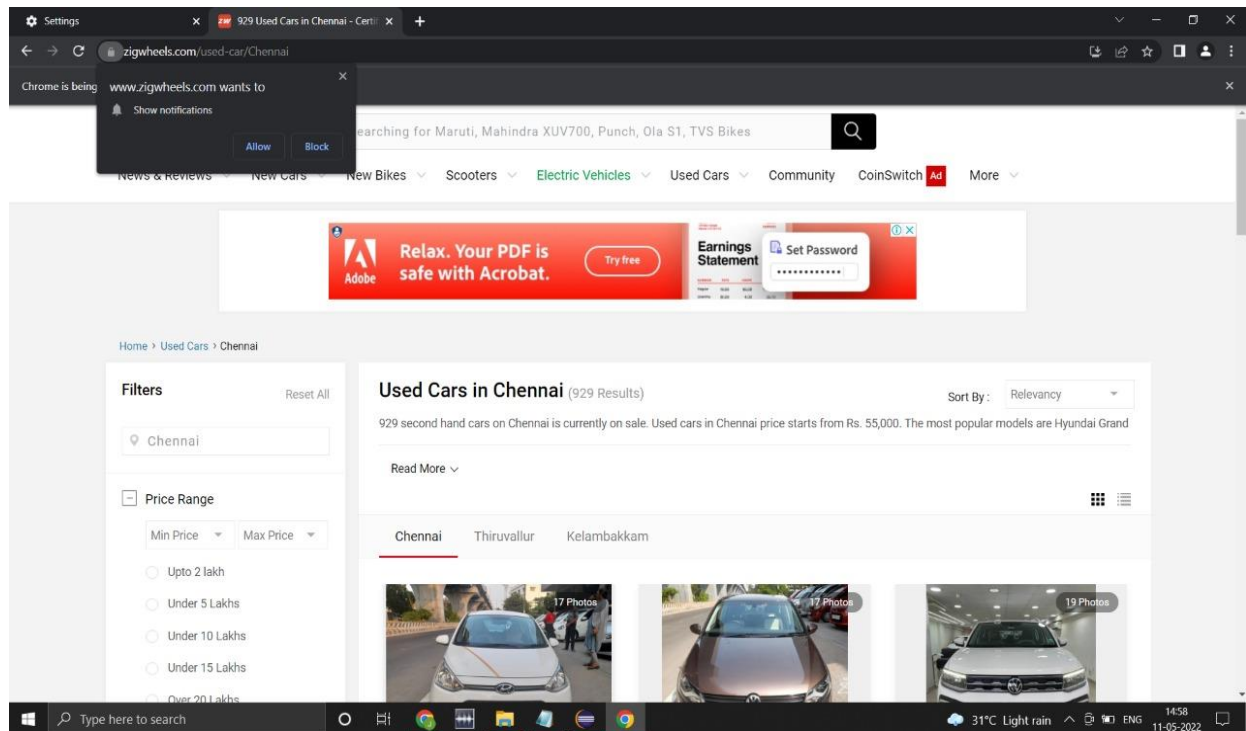 Settings
ZW 929 Used Cars in Chennai - Certi
zigwheels.com/used-car/Chennai
Chrome is being
www.zigwheels.com wants to
Show notifications
Allow Block
earching for Maruti, Mahindra XUV700, Punch, Ola S1, TVS Bikes
News & Reviews New Cars New Bikes Scooters Electric Vehicles Used Cars Community CoinSwitch Ad More
Adobe
Relax. Your PDF is
safe with Acrobat.
Try free
Earnings
Statement
Set Password
Home > Used Cars > Chennai
Filters Reset All
Chennai
Price Range
Min Price Max Price
Upto 2 lakh
Under 5 Lakhs
Under 10 Lakhs
Under 15 Lakhs
Over 20 Lakhs
Used Cars in Chennai (929 Results)
Sort By : Relevancy
929 second hand cars on Chennai is currently on sale. Used cars in Chennai price starts from Rs. 55,000. The most popular models are Hyundai Grand
Read More
Chennai Thiruvallur Kelambakkam
17 Photos 17 Photos 19 Photos
Type here to search
31°C Light rain ENG
14:58
11-05-2022